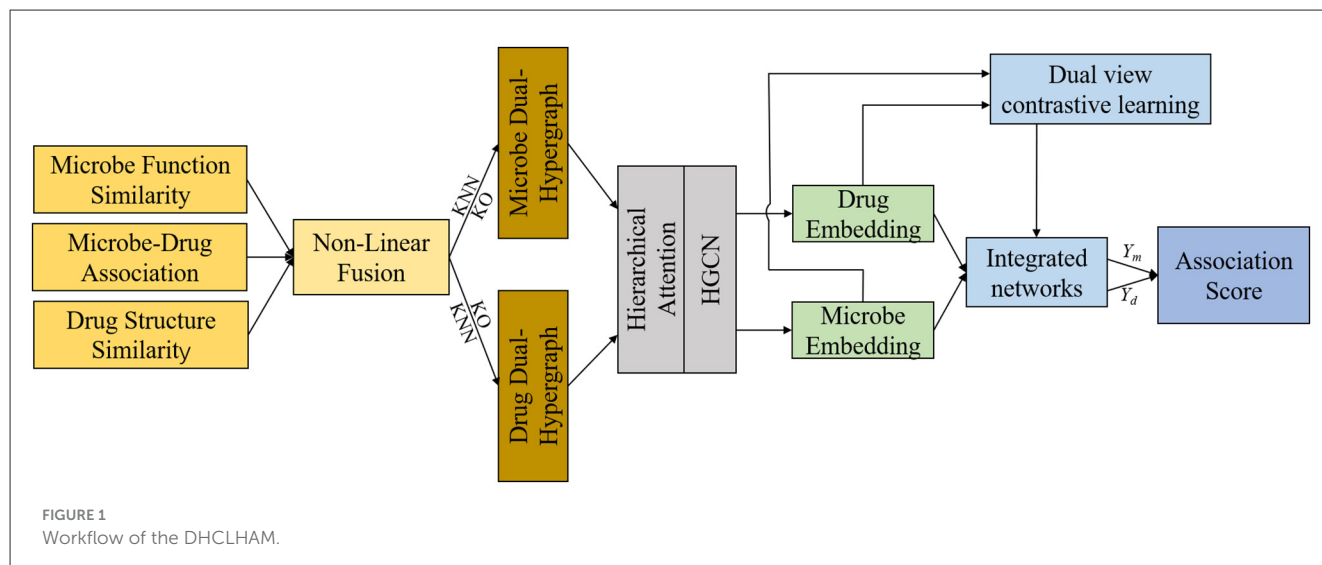 Microbe Function
Similarity
Microbe-Drug
Association
Drug Structure
Similarity
Non-Linear
Fusion
KNN
KO
KO
KNN
Microbe Dual-
Hypergraph
Drug Dual-
Hypergraph
Hierarchical
Attention
HGCN
Drug
Embedding
Microbe
Embedding
Dual view
contrastive learning
Integrated
networks
Y_m
Y_d
Association
Score
FIGURE 1
Workflow of the DHCLHAM.